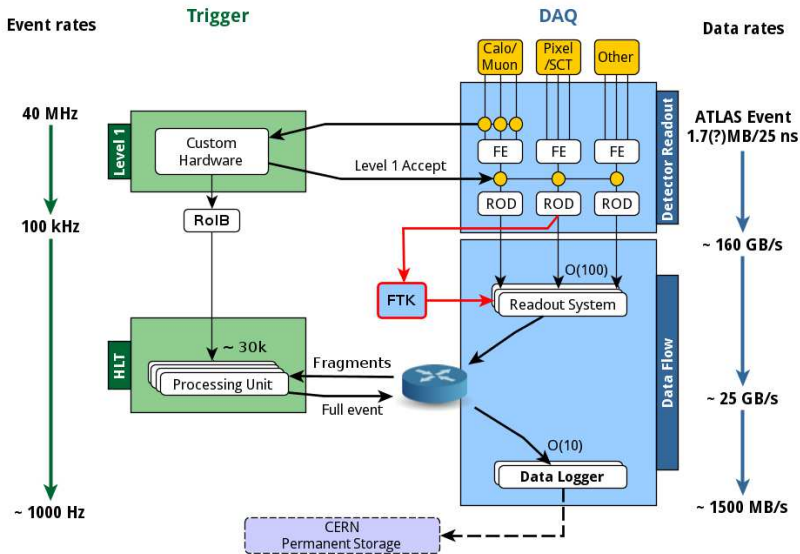 Trigger
DAQ
Event rates
Data rates
Calo/
Muon
Pixel
/SCT
Other
40 MHz
ATLAS Event
1.7(?)MB/25 ns
Level 1
Custom
Hardware
FE
FE
FE
Detector Readout
Level 1 Accept
ROD
ROD
ROD
RoIB
100 kHz
~ 160 GB/s
O(100)
FTK
Readout System
HLT
~ 30k
Processing Unit
Fragments
Full event
Data Flow
~ 25 GB/s
O(10)
Data Logger
~ 1000 Hz
~ 1500 MB/s
CERN
Permanent Storage